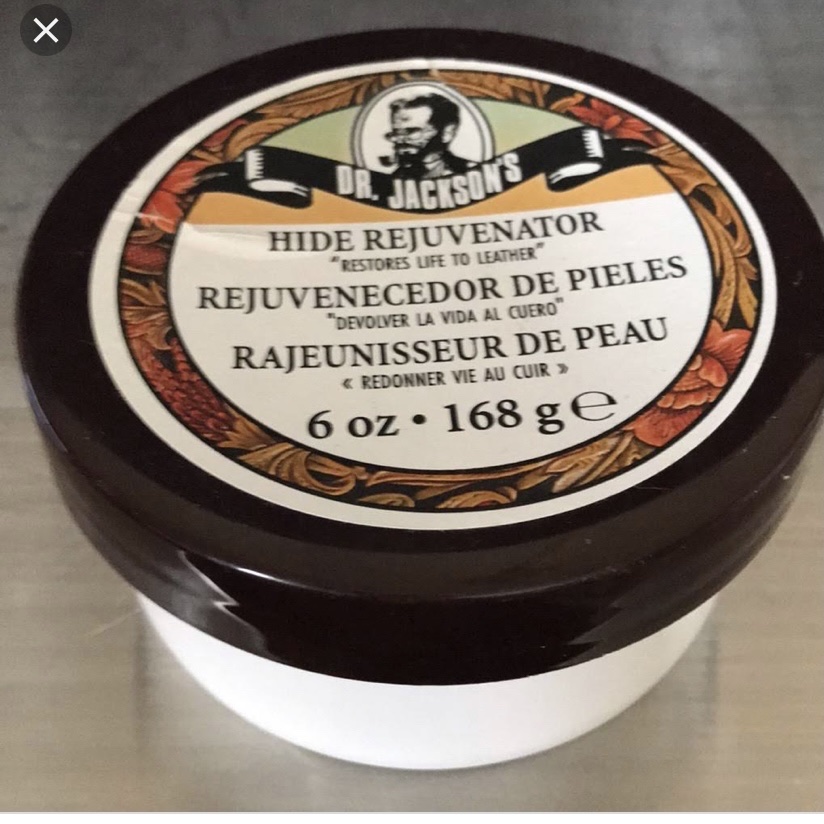 DR. JACKSON'S
HIDE REJUVENATOR
"RESTORES LIFE TO LEATHER"
REJUVENECEDOR DE PIELES
"DEVOLVER LA VIDA AL CUERO"
RAJEUNISSEUR DE PEAU
« REDONNER VIE AU CUIR »
6 oz • 168 g ℮